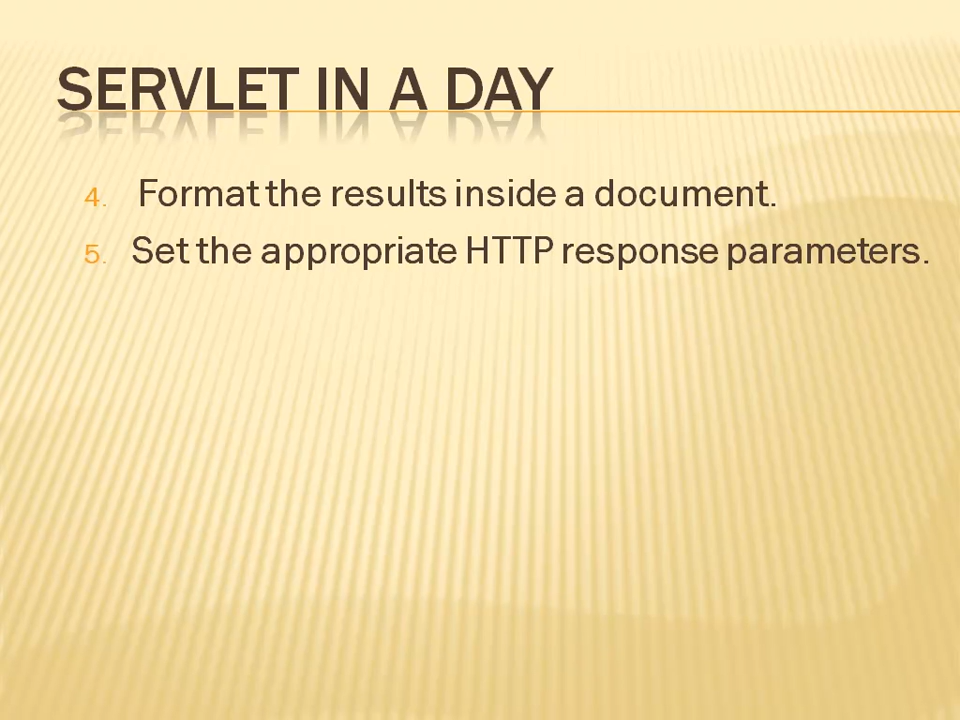 SERVLET IN A DAY
4. Format the results inside a document.
5. Set the appropriate HTTP response parameters.